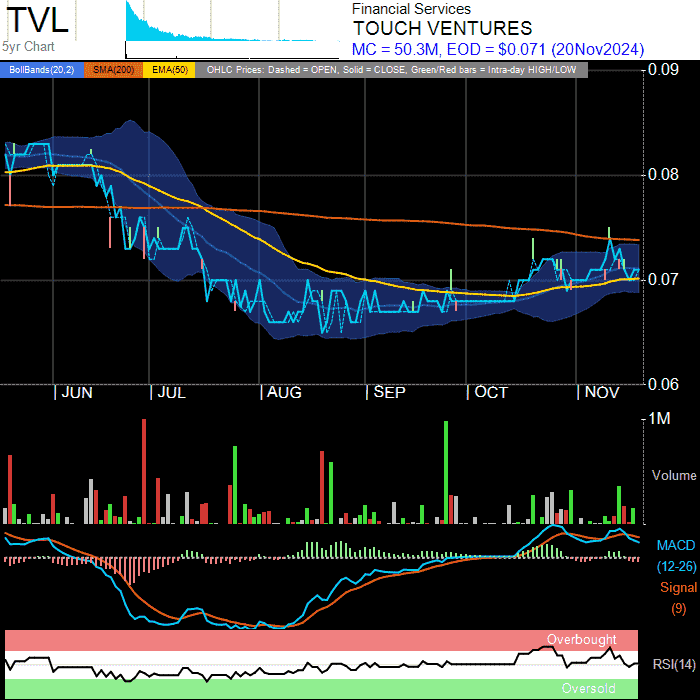 TVL
5yr Chart
Financial Services
TOUCH VENTURES
MC = 50.3M, EOD = $0.071 (20Nov2024)
BollBands(20,2) SMA(200) EMA(50) OHLC Prices: Dashed = OPEN, Solid = CLOSE, Green/Red bars = Intra-day HIGH/LOW
0.09
0.08
0.07
0.06
JUN JUL AUG SEP OCT NOV
1M
Volume
MACD
(12-26)
Signal
(9)
Overbought
RSI(14)
Oversold